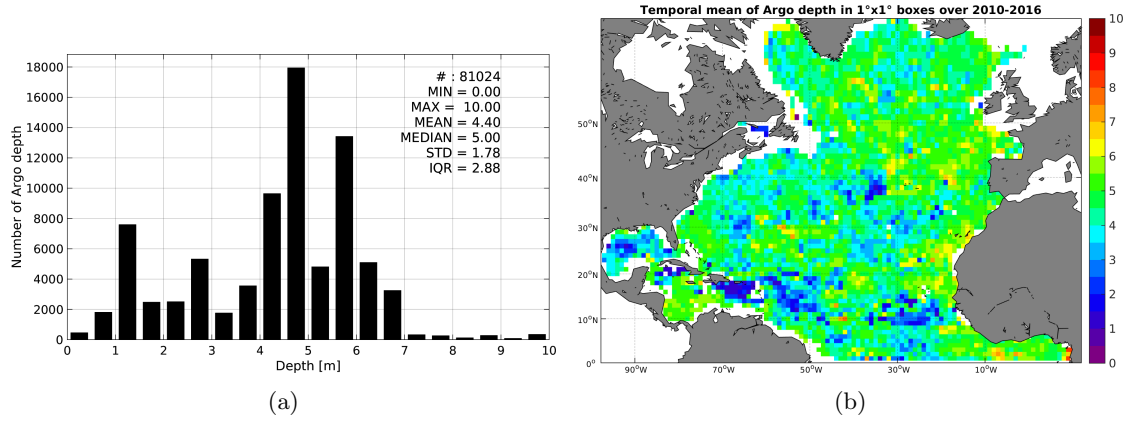 Temporal mean of Argo depth in 1°x1° boxes over 2010-2016
18000
16000
14000
12000
10000
8000
6000
4000
2000
0
Number of Argo depth
# : 81024
MIN = 0.00
MAX = 10.00
MEAN = 4.40
MEDIAN = 5.00
STD = 1.78
IQR = 2.88
0 1 2 3 4 5 6 7 8 9 10
Depth [m]
50°N
40°N
30°N
20°N
10°N
0°
90°W 70°W 50°W 30°W 10°W
10
9
8
7
6
5
4
3
2
1
0
(a)
(b)